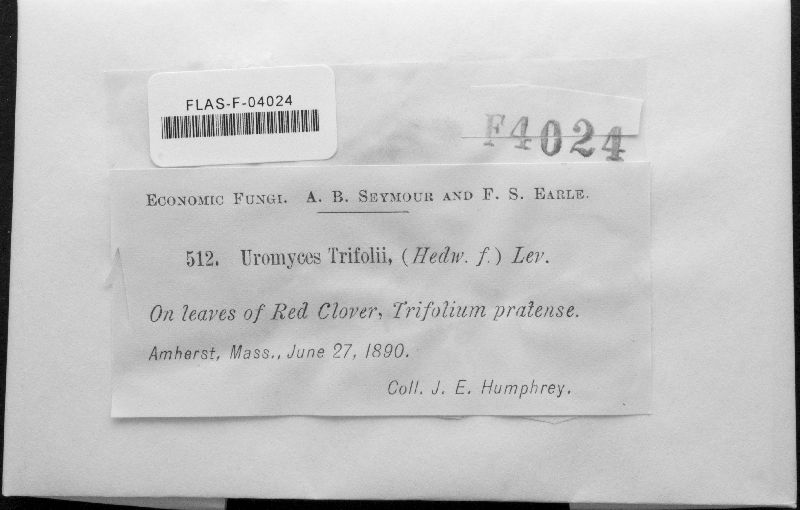 FLAS-F-04024
F4024
ECONOMIC FUNGI. A. B. SEYMOUR AND F. S. EARLE.
512. Uromyces Trifolii, (Hedw. f.) Lev.
On leaves of Red Clover, Trifolium pratense.
Amherst, Mass., June 27, 1890.
Coll. J. E. Humphrey.